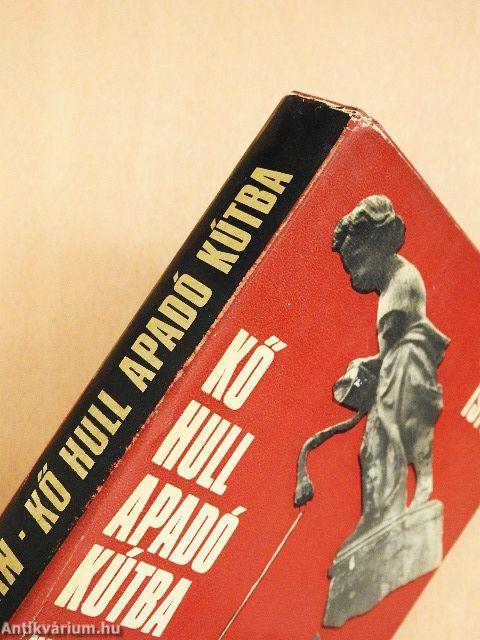 KŐ HULL APADÓ KÚTBA
KŐ
HULL
APADÓ
KÚTBA
Antikvárium.hu